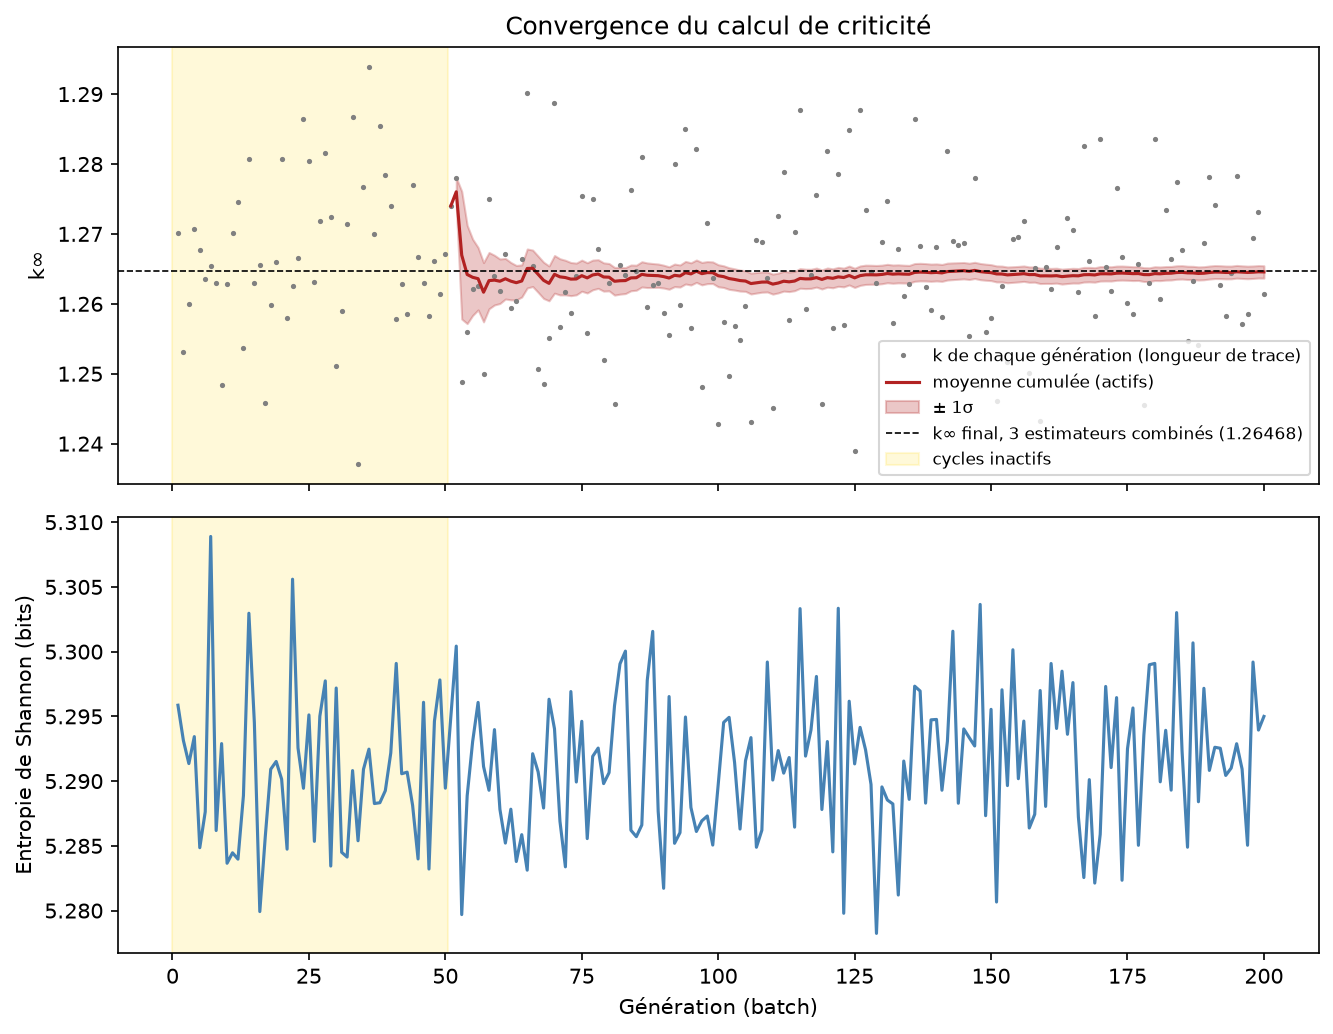 Convergence du calcul de criticité
k∞
1.29
1.28
1.27
1.26
1.25
1.24
k de chaque génération (longueur de trace)
moyenne cumulée (actifs)
± 1σ
k∞ final, 3 estimateurs combinés (1.26468)
cycles inactifs
Entropie de Shannon (bits)
5.310
5.305
5.300
5.295
5.290
5.285
5.280
0 25 50 75 100 125 150 175 200
Génération (batch)